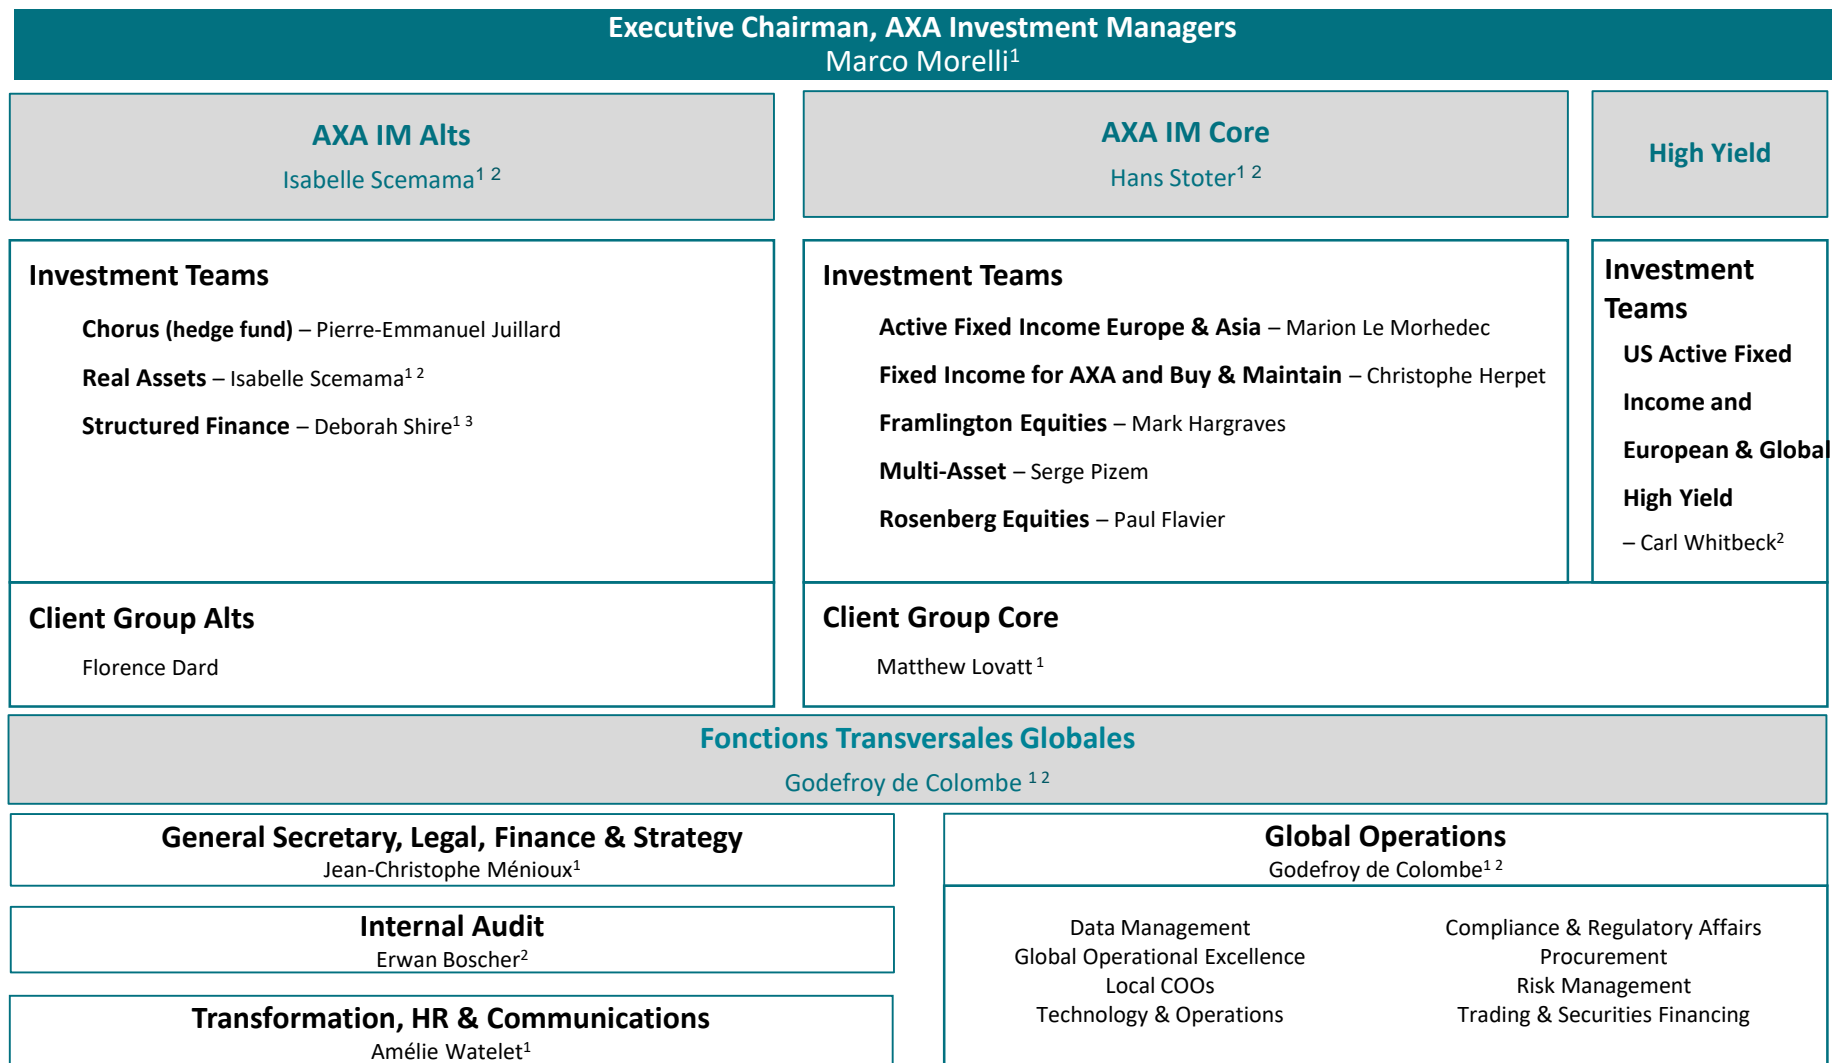 Executive Chairman, AXA Investment Managers
Marco Morelli¹
AXA IM Alts
Isabelle Scemama¹ ²
AXA IM Core
Hans Stoter¹ ²
High Yield
Investment Teams
Chorus (hedge fund) – Pierre-Emmanuel Juillard
Real Assets – Isabelle Scemama¹ ²
Structured Finance – Deborah Shire¹ ³
Investment Teams
Active Fixed Income Europe & Asia – Marion Le Morhedec
Fixed Income for AXA and Buy & Maintain – Christophe Herpet
Framlington Equities – Mark Hargraves
Multi-Asset – Serge Pizem
Rosenberg Equities – Paul Flavier
Investment
Teams
US Active Fixed
Income and
European & Global
High Yield
– Carl Whitbeck²
Client Group Alts
Florence Dard
Client Group Core
Matthew Lovatt ¹
Fonctions Transversales Globales
Godefroy de Colombe ¹ ²
General Secretary, Legal, Finance & Strategy
Jean-Christophe Ménioux¹
Internal Audit
Erwan Boscher²
Transformation, HR & Communications
Amélie Watelet¹
Global Operations
Godefroy de Colombe¹ ²
Data Management
Global Operational Excellence
Local COOs
Technology & Operations
Compliance & Regulatory Affairs
Procurement
Risk Management
Trading & Securities Financing